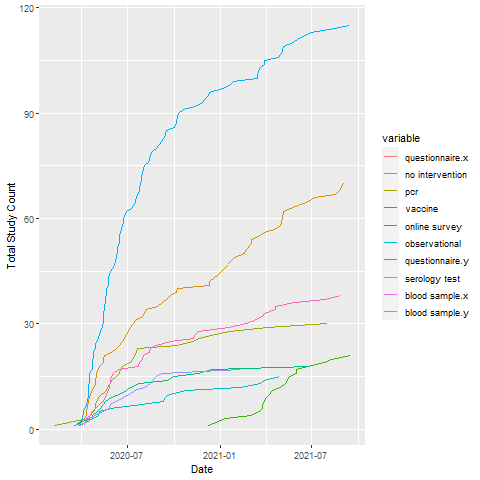 120
90
60
30
0
Total Study Count
2020-07 2021-01 2021-07
Date
variable
questionnaire.x
no intervention
pcr
vaccine
online survey
observational
questionnaire.y
serology test
blood sample.x
blood sample.y